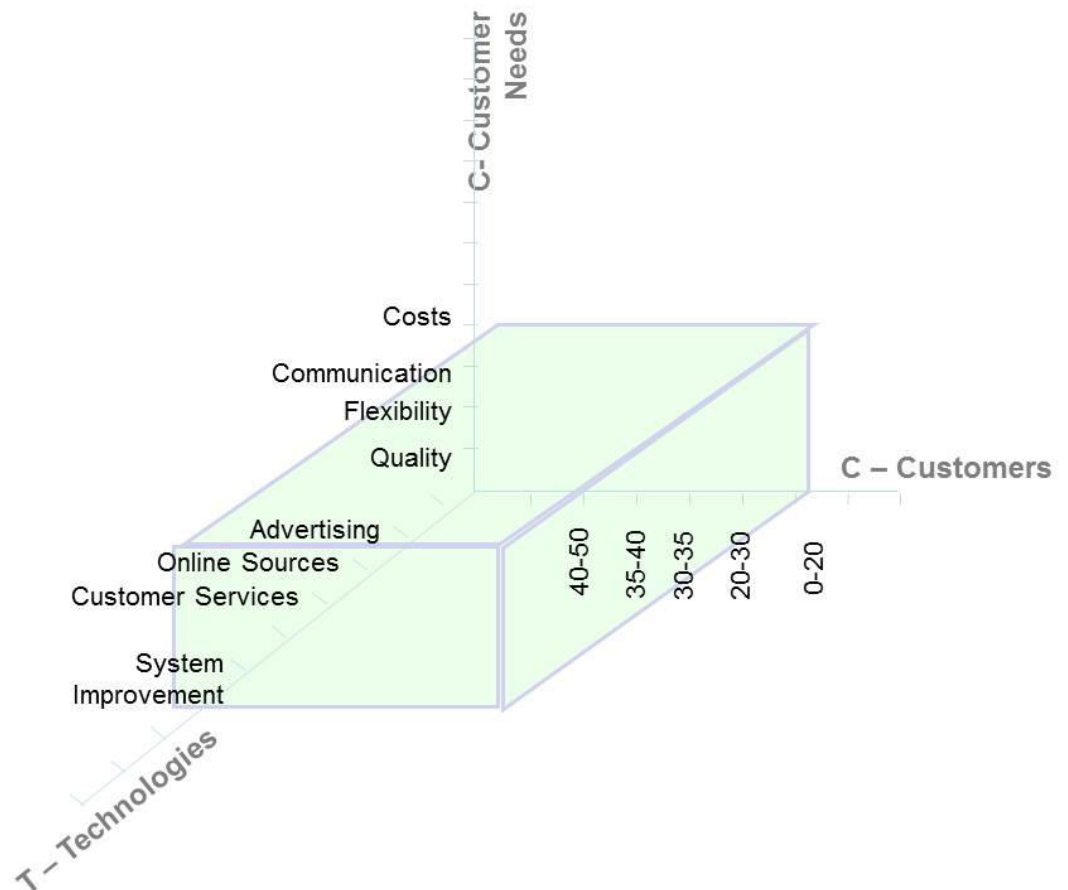 C- Customer
Needs
Costs
Communication
Flexibility
Quality
C – Customers
Advertising
Online Sources
Customer Services
System
Improvement
40-50
35-40
30-35
20-30
0-20
T – Technologies